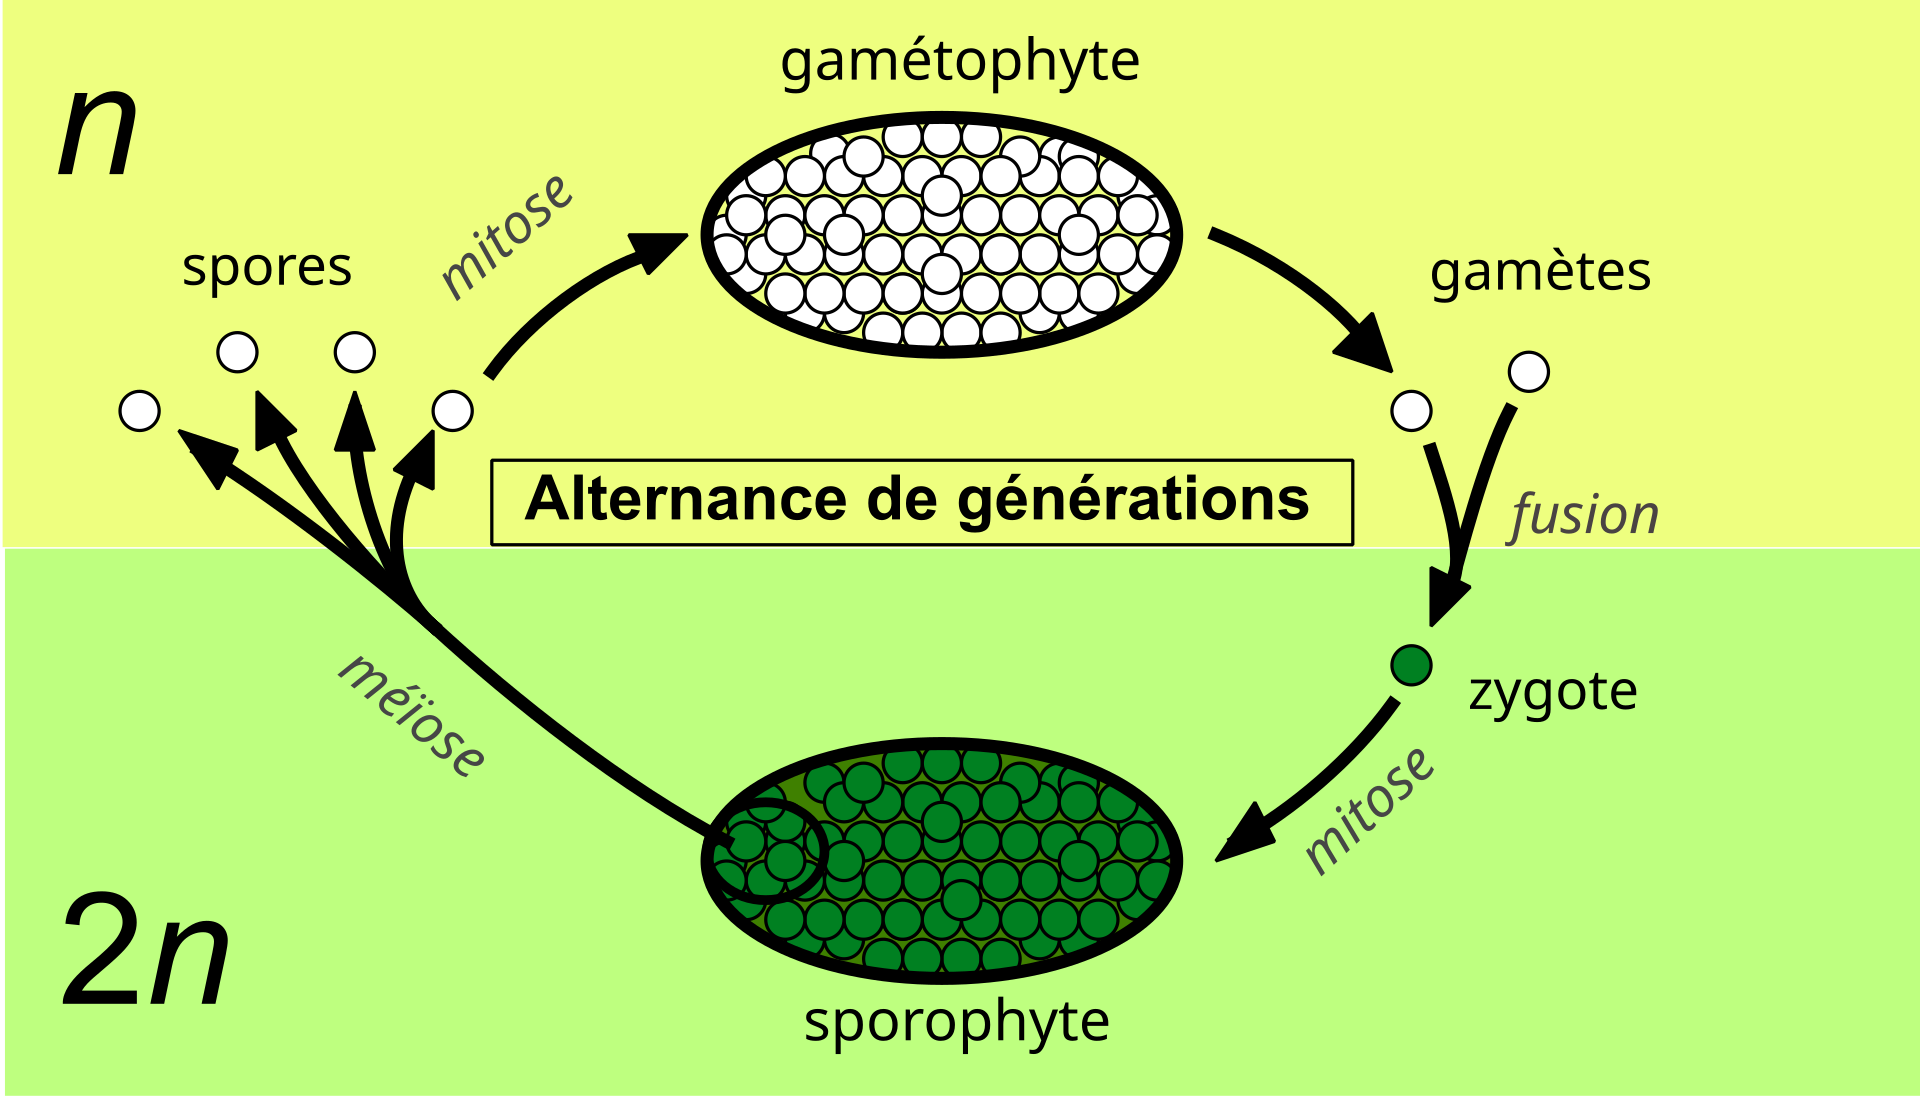 gamétophyte
n
mitose
spores
gamètes
Alternance de générations
fusion
méïose
zygote
mitose
2n
sporophyte